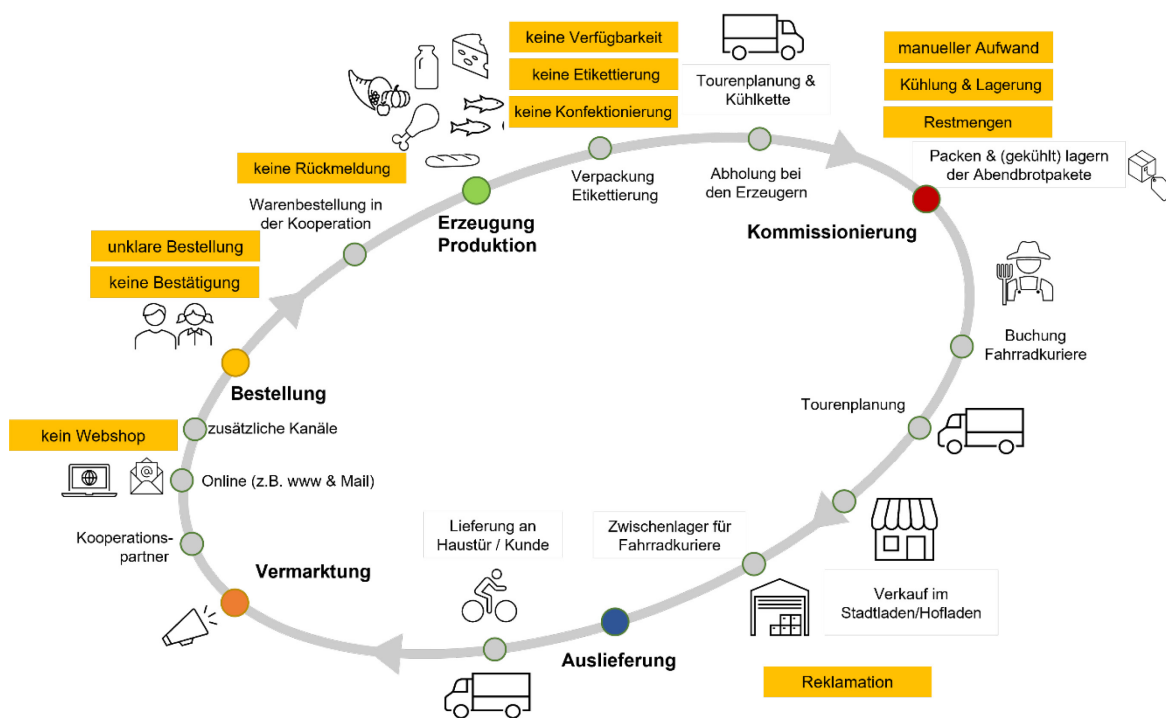 keine Verfügbarkeit
keine Etikettierung
keine Konfektionierung
Tourenplanung &
Kühlkette
manueller Aufwand
Kühlung & Lagerung
Restmengen
Packen & (gekühlt) lagern
der Abendbrotpakete
keine Rückmeldung
Warenbestellung in
der Kooperation
Erzeugung
Produktion
Verpackung
Etikettierung
Abholung bei
den Erzeugern
Kommissionierung
unklare Bestellung
keine Bestätigung
Bestellung
Buchung
Fahrradkuriere
Tourenplanung
kein Webshop
zusätzliche Kanäle
Online (z.B. www & Mail)
@
Kooperations-
partner
Vermarktung
Lieferung an
Haustür / Kunde
Zwischenlager für
Fahrradkuriere
Verkauf im
Stadtladen/Hofladen
Auslieferung
Reklamation